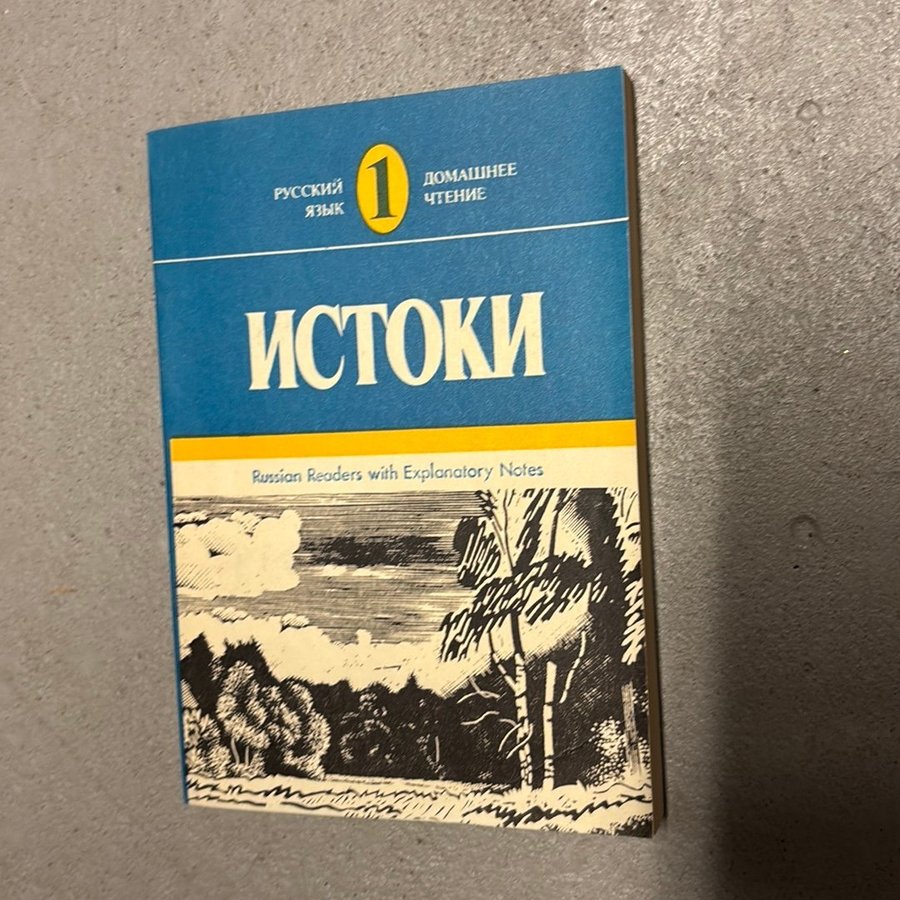 РУССКИЙ
ЯЗЫК
1
ДОМАШНЕЕ
ЧТЕНИЕ
ИСТОКИ
Russian Readers with Explanatory Notes